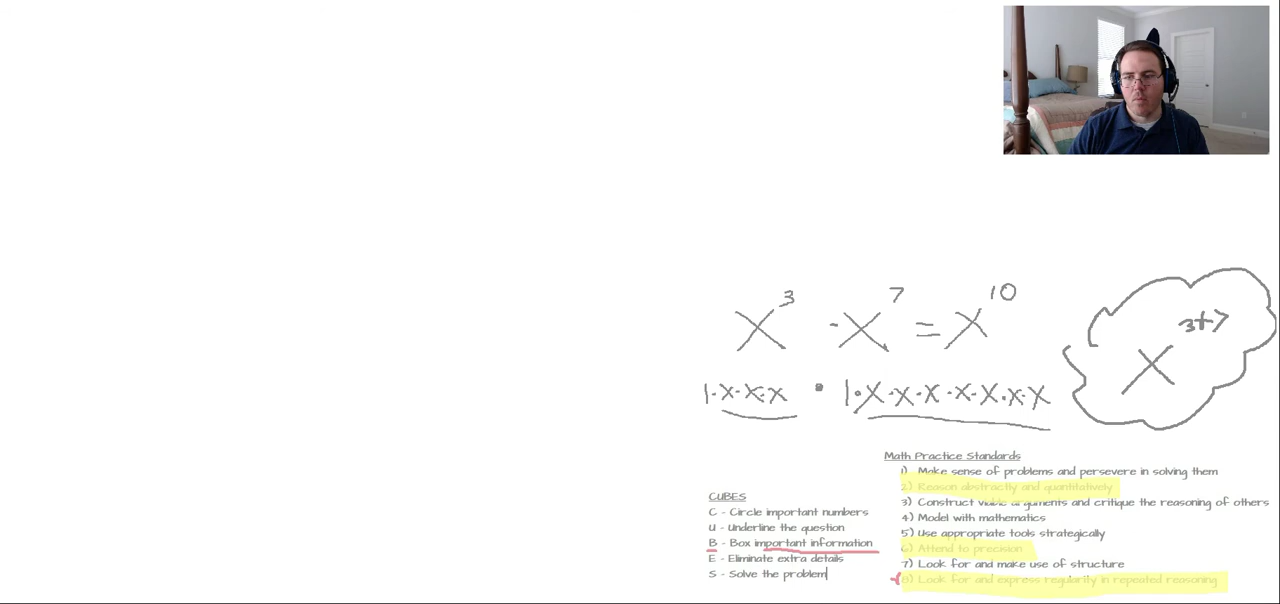 x³ · x⁷ = x¹⁰
x³⁺⁷
1·x·x·x · 1·x·x·x·x·x·x·x
Math Practice Standards
1) Make sense of problems and persevere in solving them
2) Reason abstractly and quantitatively
3) Construct viable arguments and critique the reasoning of others
4) Model with mathematics
5) Use appropriate tools strategically
6) Attend to precision
7) Look for and make use of structure
8) Look for and express regularity in repeated reasoning
CUBES
C - Circle important numbers
U - Underline the question
B - Box important information
E - Eliminate extra details
S - Solve the problem